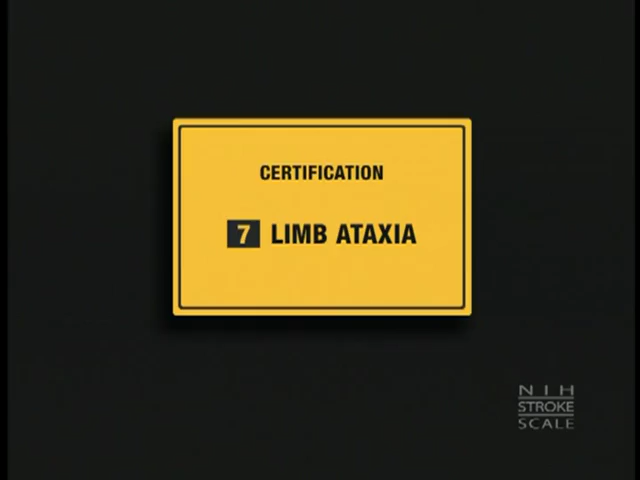 CERTIFICATION
7 LIMB ATAXIA
NIH
STROKE
SCALE